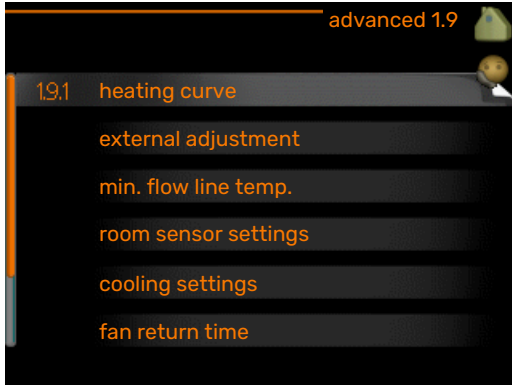 advanced 1.9
1.9.1 heating curve
external adjustment
min. flow line temp.
room sensor settings
cooling settings
fan return time